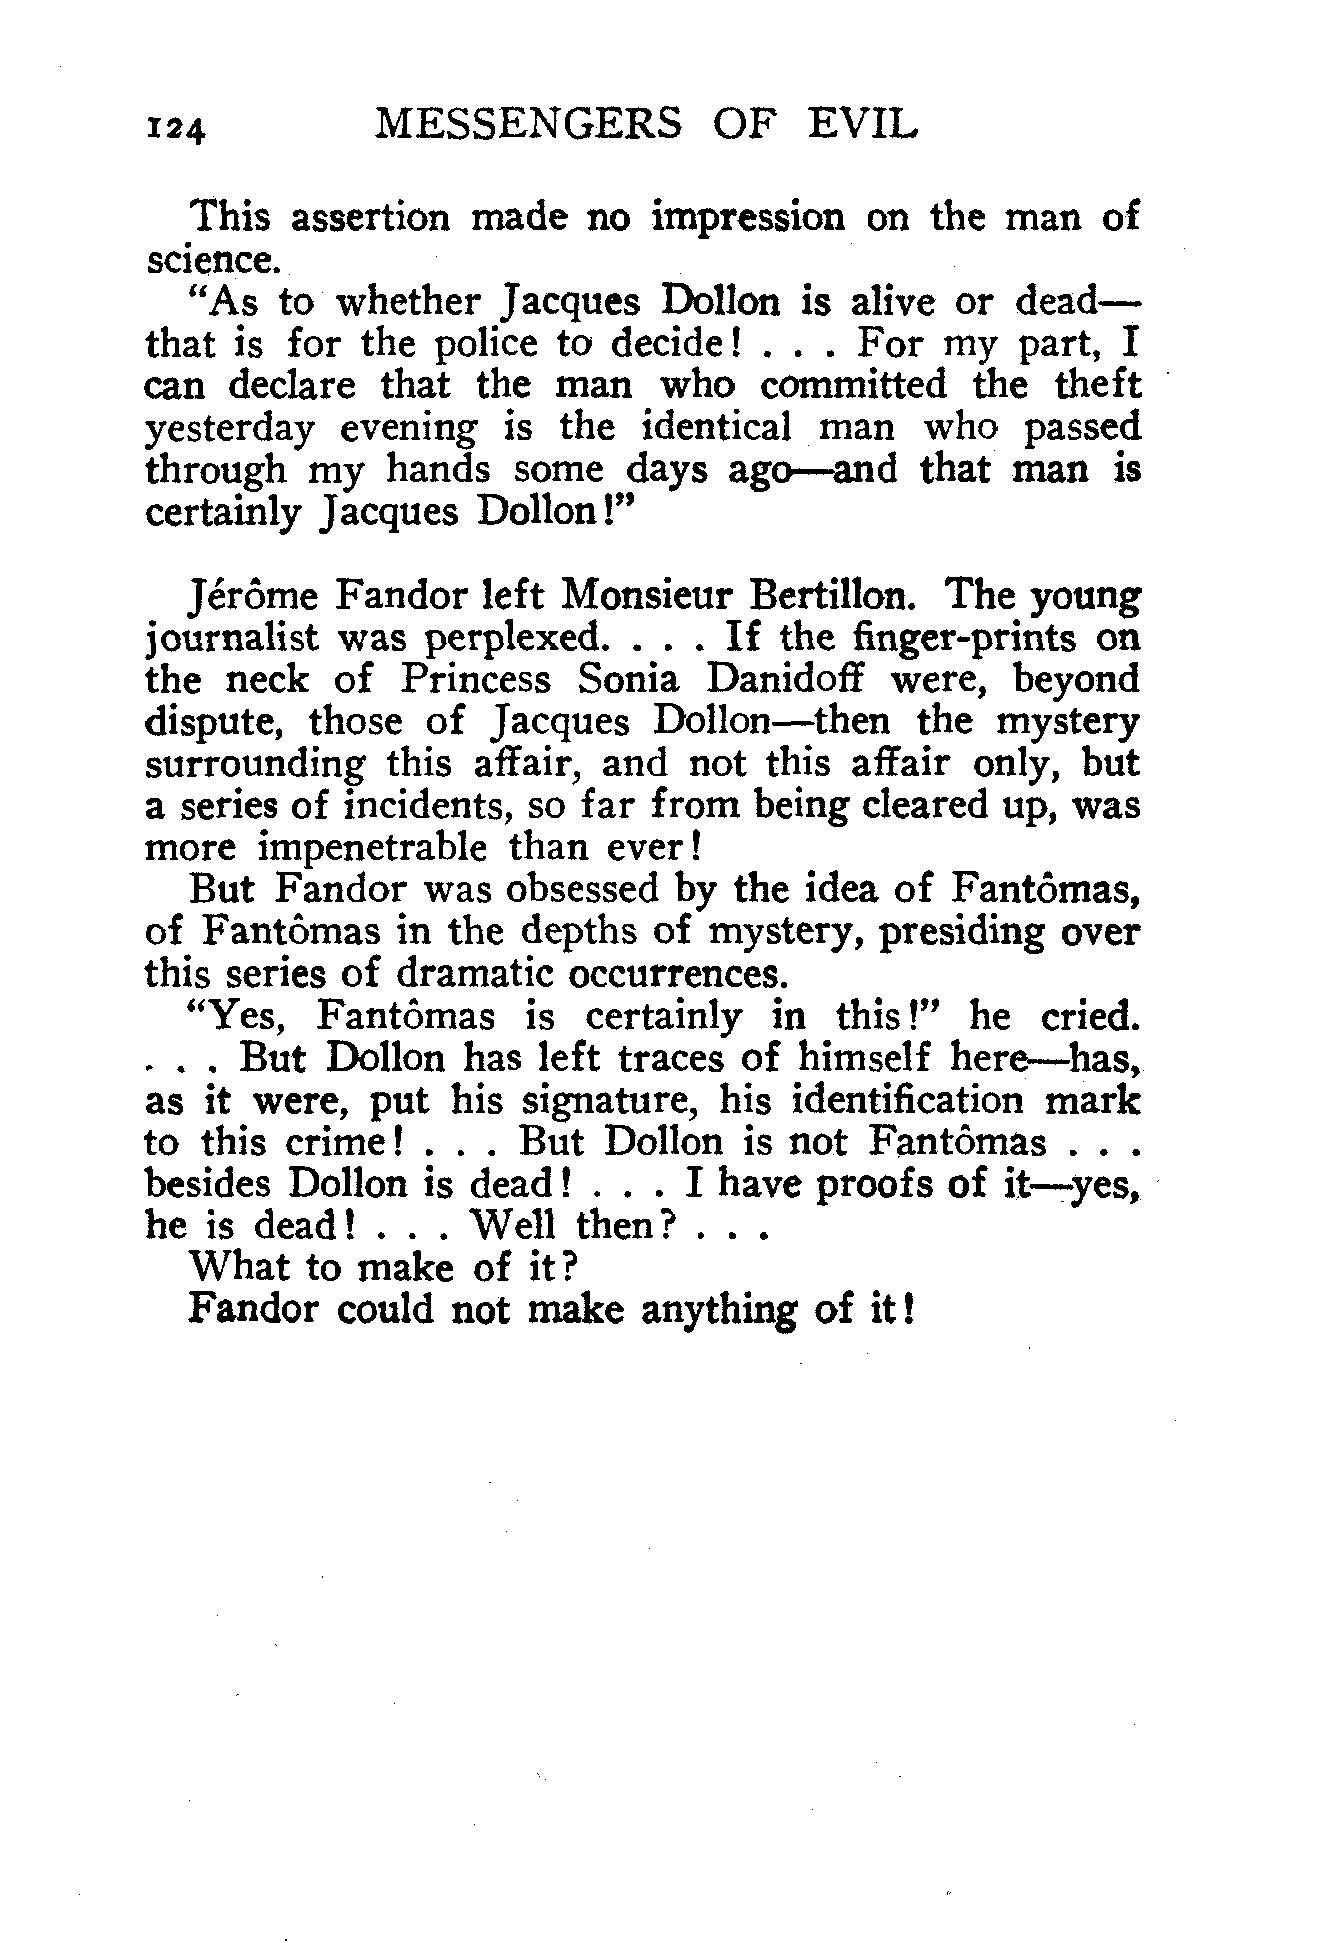 124 MESSENGERS OF EVIL
This assertion made no impression on the man of
science.
"As to whether Jacques Dollon is alive or dead—
that is for the police to decide! . . . For my part, I
can declare that the man who committed the theft
yesterday evening is the identical man who passed
through my hands some days ago—and that man is
certainly Jacques Dollon!"
Jérôme Fandor left Monsieur Bertillon. The young
journalist was perplexed. . . . If the finger-prints on
the neck of Princess Sonia Danidoff were, beyond
dispute, those of Jacques Dollon—then the mystery
surrounding this affair, and not this affair only, but
a series of incidents, so far from being cleared up, was
more impenetrable than ever!
But Fandor was obsessed by the idea of Fantômas,
of Fantômas in the depths of mystery, presiding over
this series of dramatic occurrences.
"Yes, Fantômas is certainly in this!" he cried.
. . . But Dollon has left traces of himself here—has,
as it were, put his signature, his identification mark
to this crime! . . . But Dollon is not Fantômas . . .
besides Dollon is dead! . . . I have proofs of it—yes,
he is dead! . . . Well then? . . .
What to make of it?
Fandor could not make anything of it!